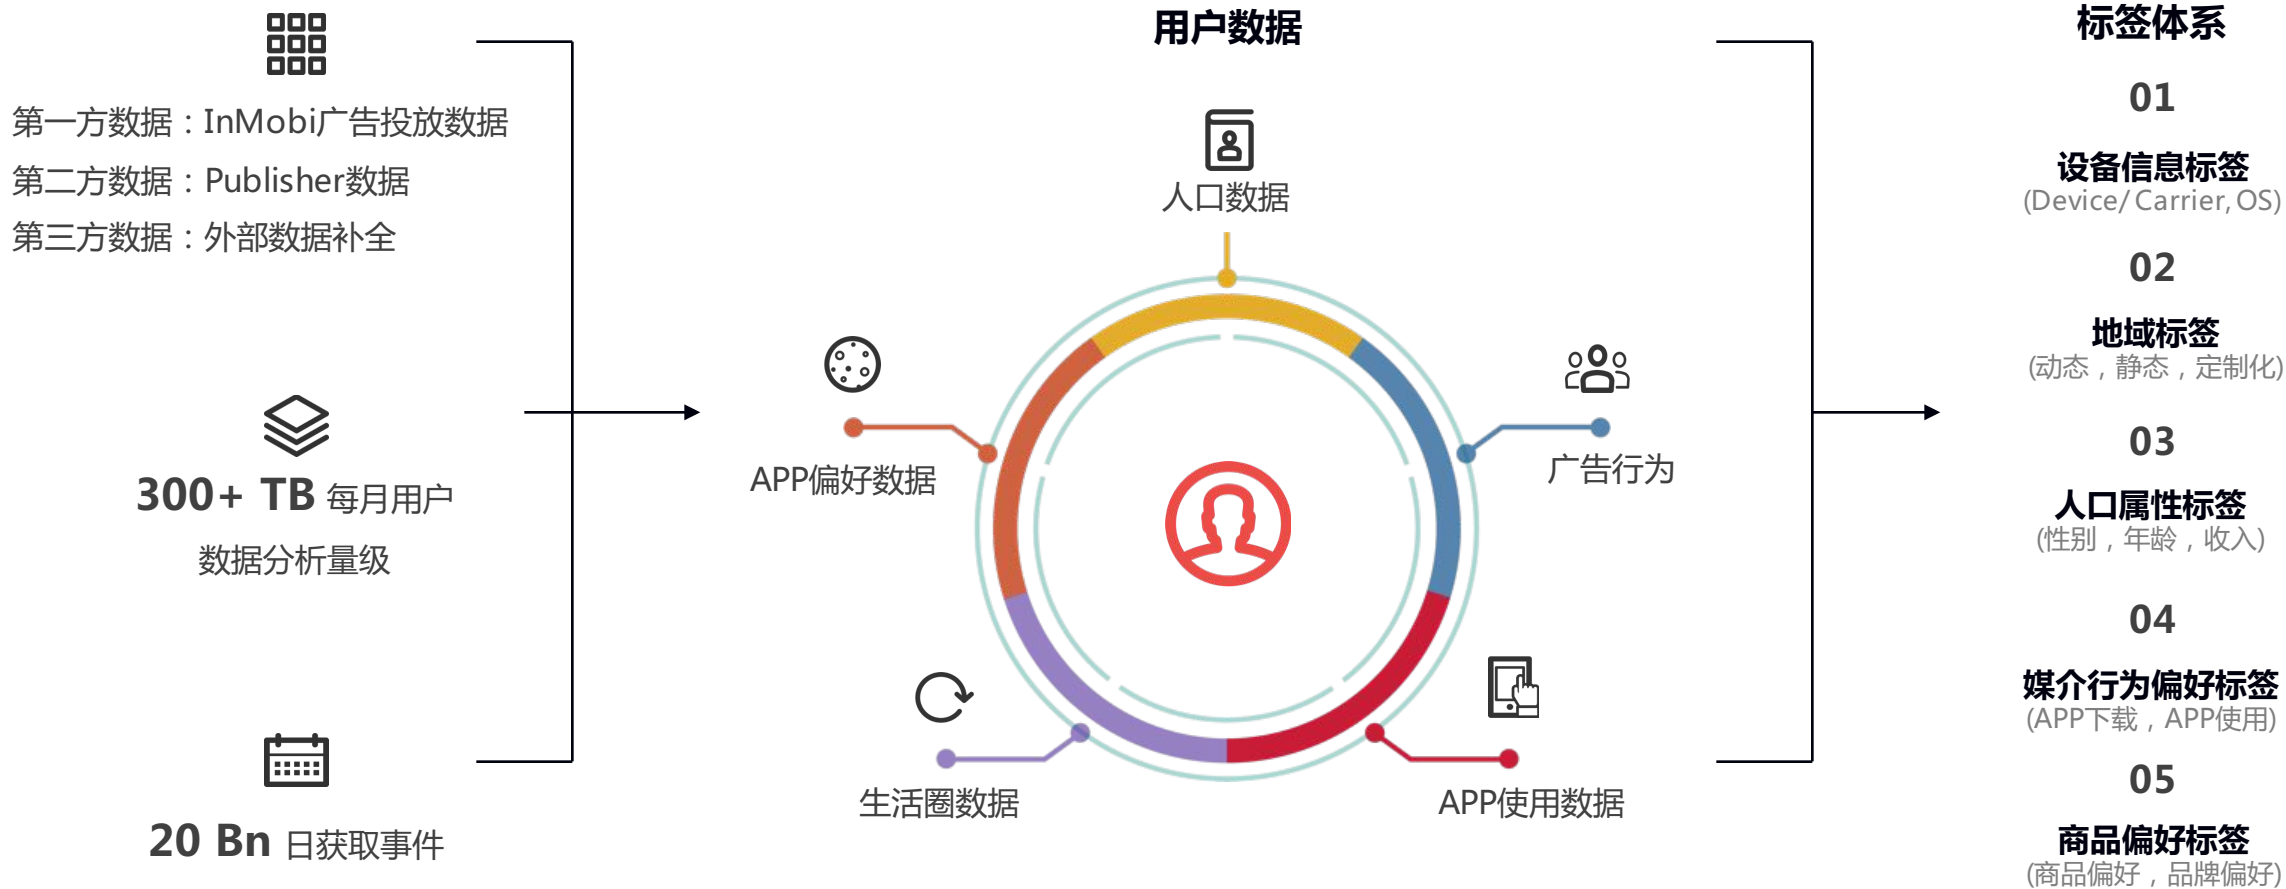 第一方数据：InMobi广告投放数据
第二方数据：Publisher数据
第三方数据：外部数据补全
300+ TB 每月用户
数据分析量级
20 Bn 日获取事件
用户数据
人口数据
APP偏好数据
广告行为
生活圈数据
APP使用数据
标签体系
01
设备信息标签
(Device/ Carrier, OS)
02
地域标签
(动态，静态，定制化)
03
人口属性标签
(性别，年龄，收入)
04
媒介行为偏好标签
(APP下载，APP使用)
05
商品偏好标签
(商品偏好，品牌偏好)